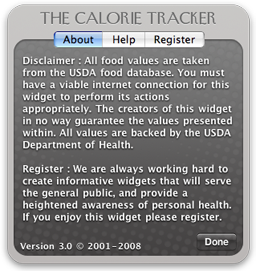 THE CALORIE TRACKER
About Help Register
Disclaimer : All food values are taken
from the USDA food database. You must
have a viable internet connection for this
widget to perform its actions
appropriately. The creators of this widget
in no way guarantee the values presented
within. All values are backed by the USDA
Department of Health.
Register : We are always working hard to
create informative widgets that will serve
the general public, and provide a
heightened awareness of personal health.
If you enjoy this widget please register.
Version 3.0 © 2001-2008 Done